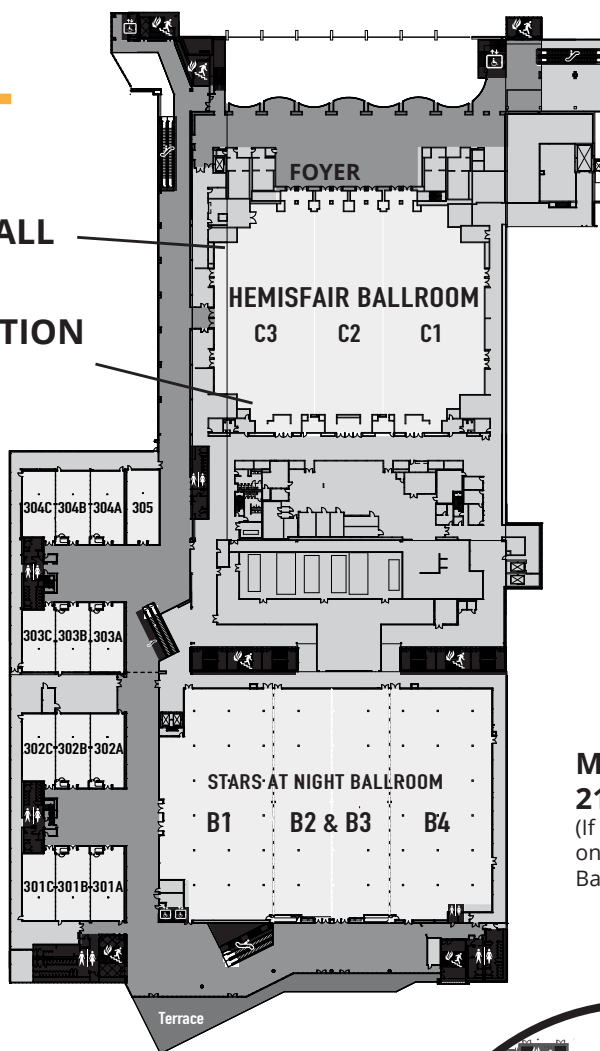 FOYER
ALL
HEMISFAIR BALLROOM
TION
C3 C2 C1
304C 304B 304A 305
303C 303B 303A
302C 302B 302A
STARS AT NIGHT BALLROOM
B1 B2 & B3 B4
M
21
(If
on
Ba
301C 301B 301A
Terrace